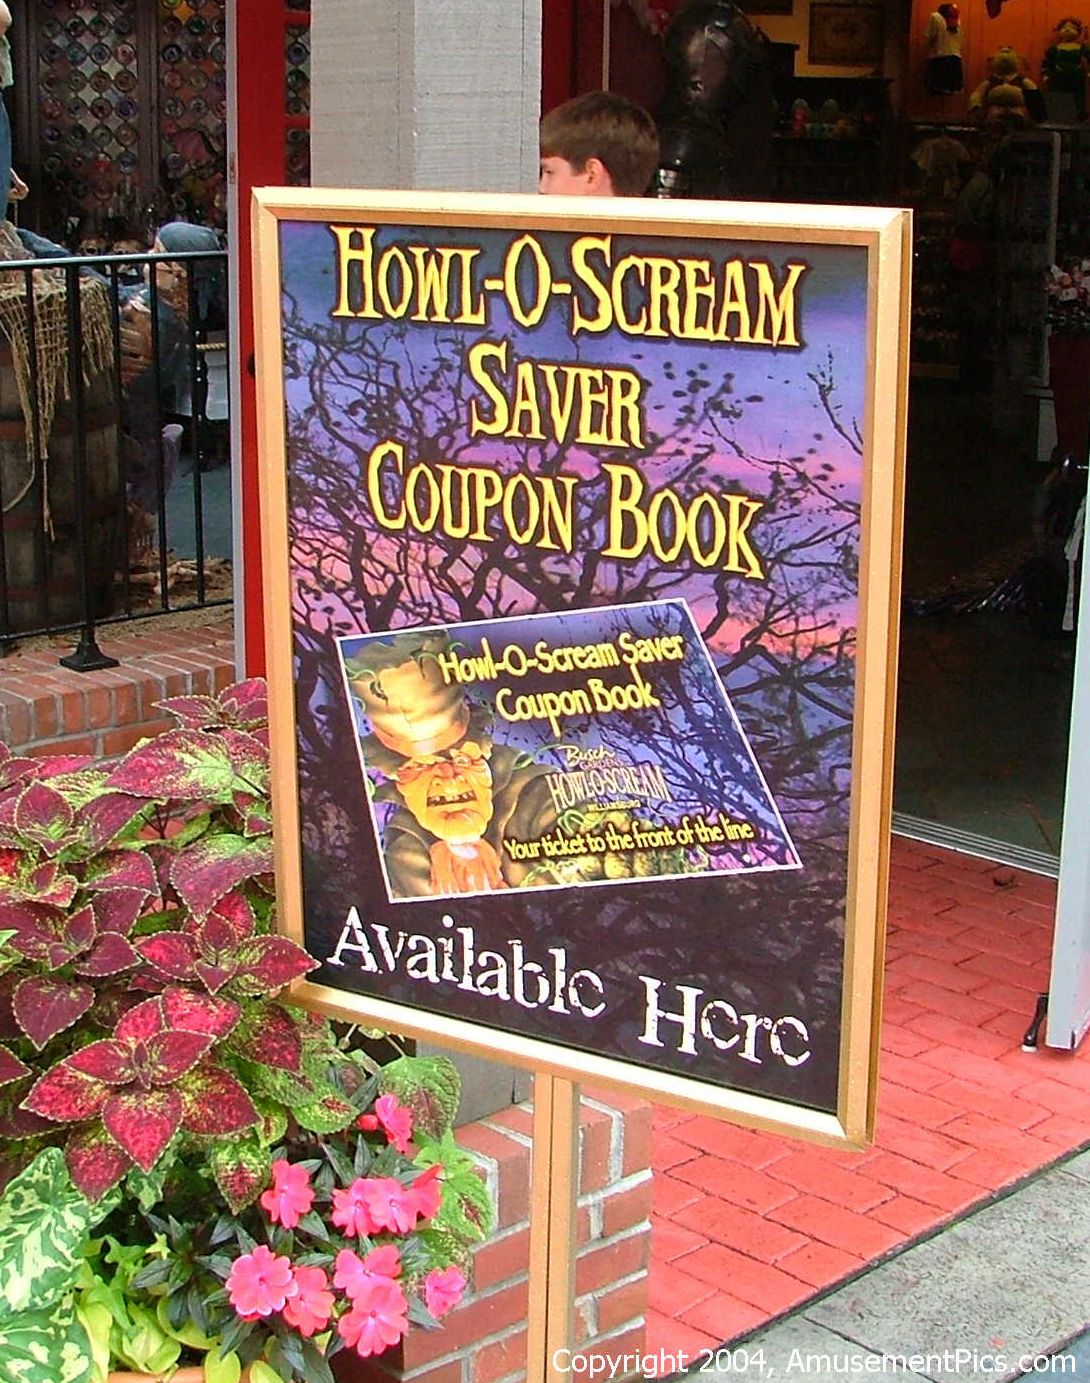 HOWL-O-SCREAM
SAVER
COUPON BOOK
Howl-O-Scream Saver
Coupon Book
Busch
GARDENS
HOWL-O-SCREAM
WILLIAMSBURG
Your ticket to the front of the line
Available Here
Copyright 2004, AmusementPics.com